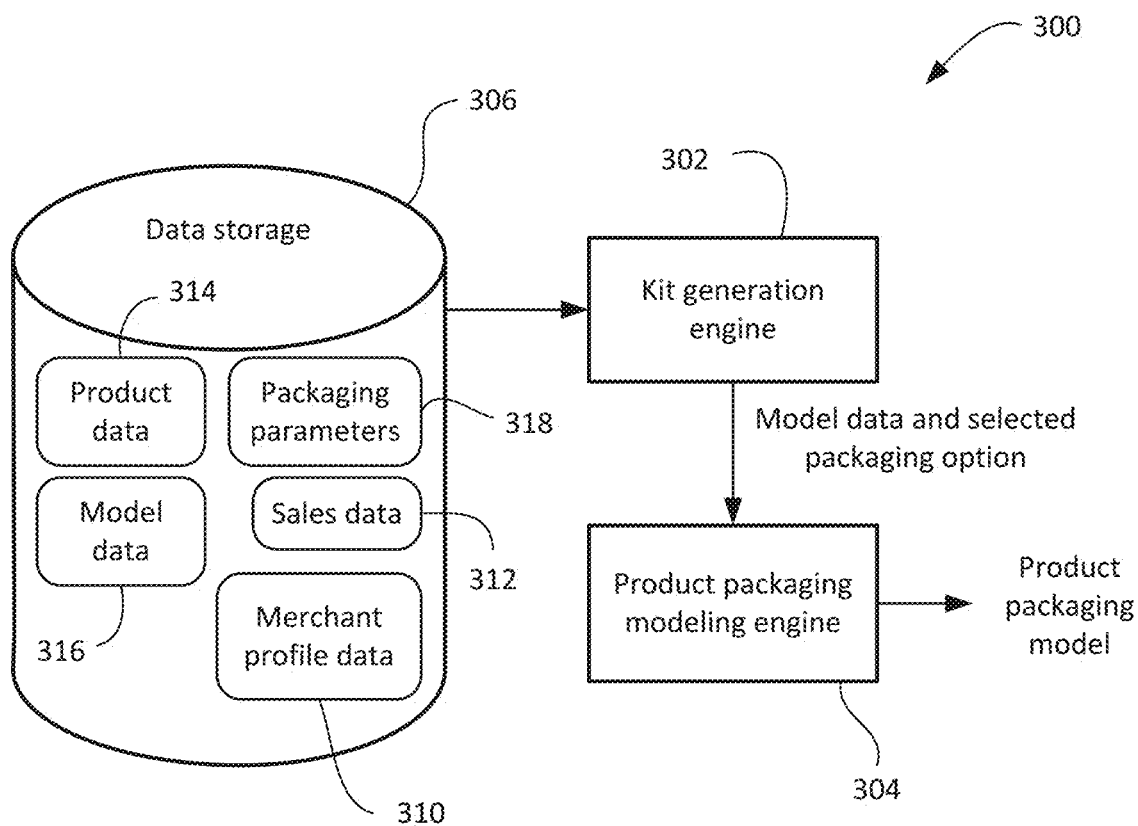 300
306
302
Data storage
314
Kit generation
engine
Product
data
Packaging
parameters
318
Model data and selected
packaging option
Model
data
Sales data
312
316
Merchant
profile data
Product packaging
modeling engine
Product
packaging
model
310
304